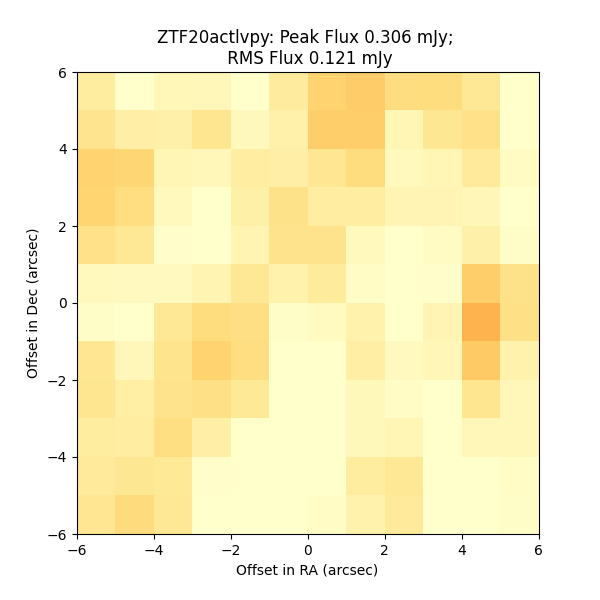 ZTF20actlvpy: Peak Flux 0.306 mJy;
RMS Flux 0.121 mJy
6
4
2
0
−2
−4
−6
Offset in Dec (arcsec)
−6 −4 −2 0 2 4 6
Offset in RA (arcsec)